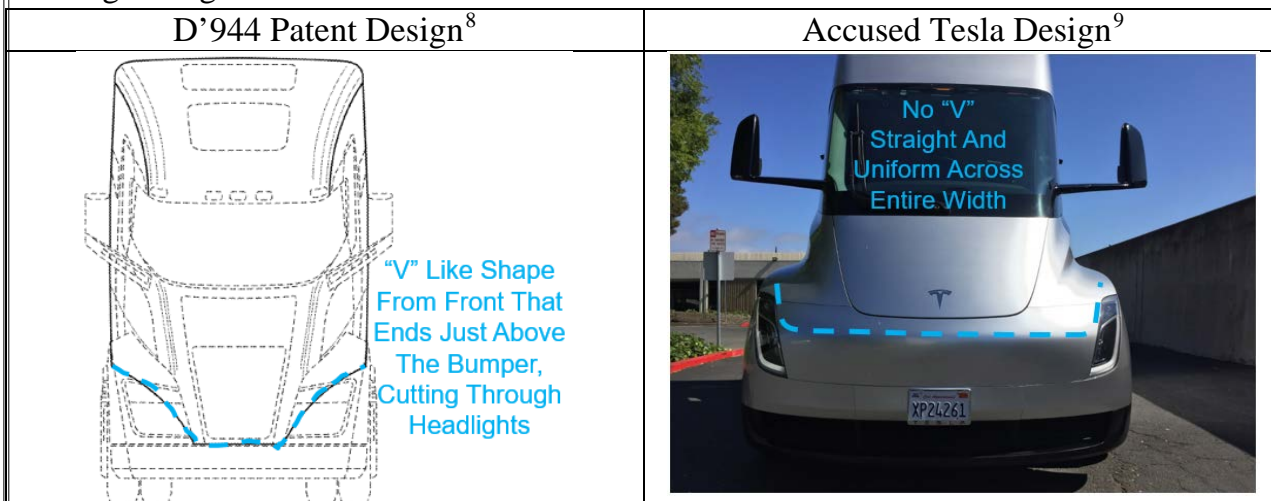 D’944 Patent Design8
Accused Tesla Design9
“V” Like Shape
From Front That
Ends Just Above
The Bumper,
Cutting Through
Headlights
No “V”
Straight And
Uniform Across
Entire Width
XP24261
TESLA